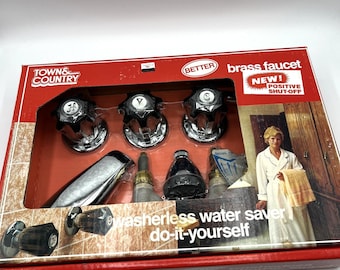 TOWN &
COUNTRY
BETTER
brass faucet
NEW!
POSITIVE
SHUT-OFF
washerless water saver
do-it-yourself